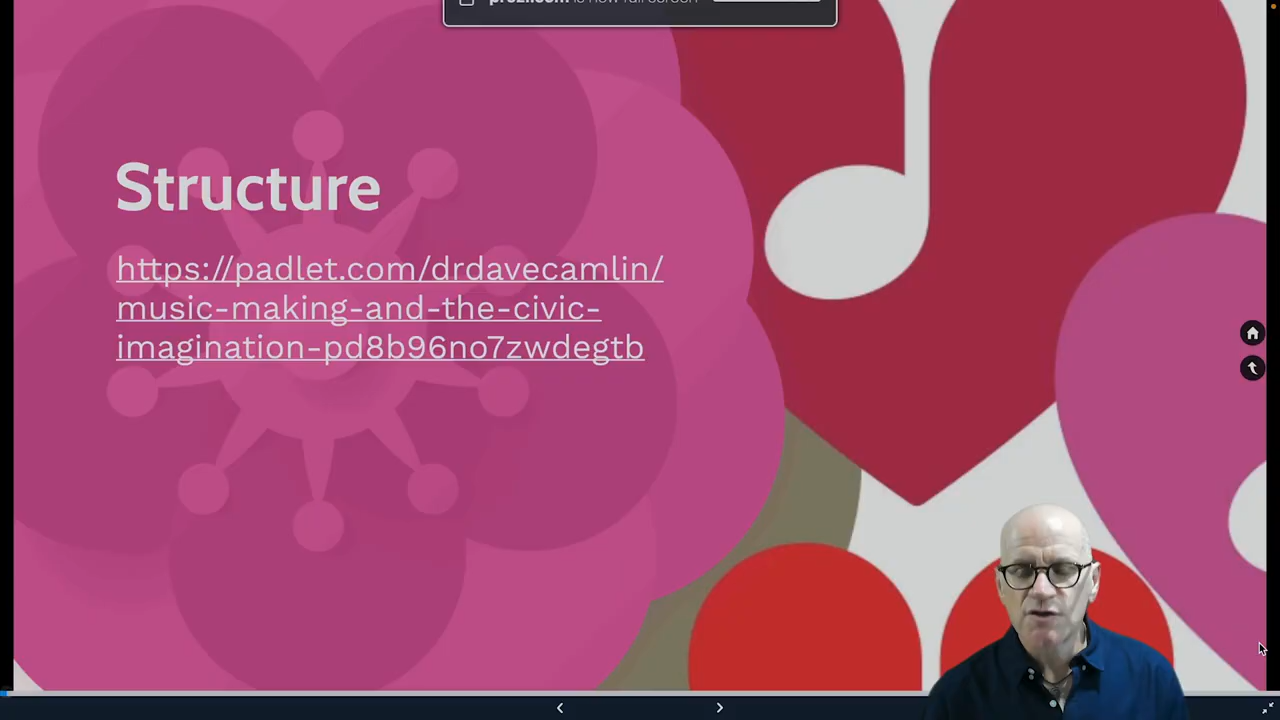 Structure
https://padlet.com/drdavecamlin/
music-making-and-the-civic-
imagination-pd8b96no7zwdegtb